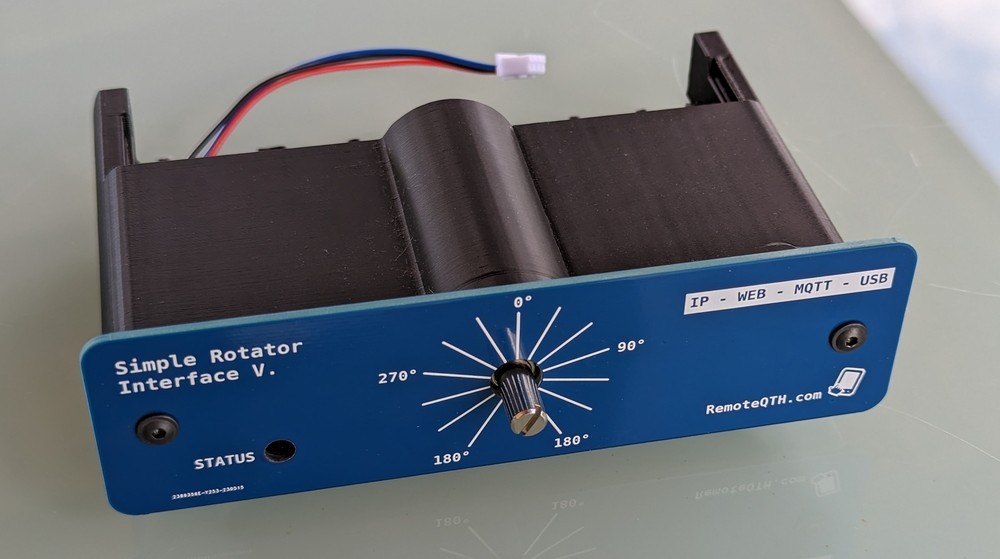 Simple Rotator
Interface V.
IP - WEB - MQTT - USB
0°
90°
270°
180°
180°
STATUS
RemoteQTH.com